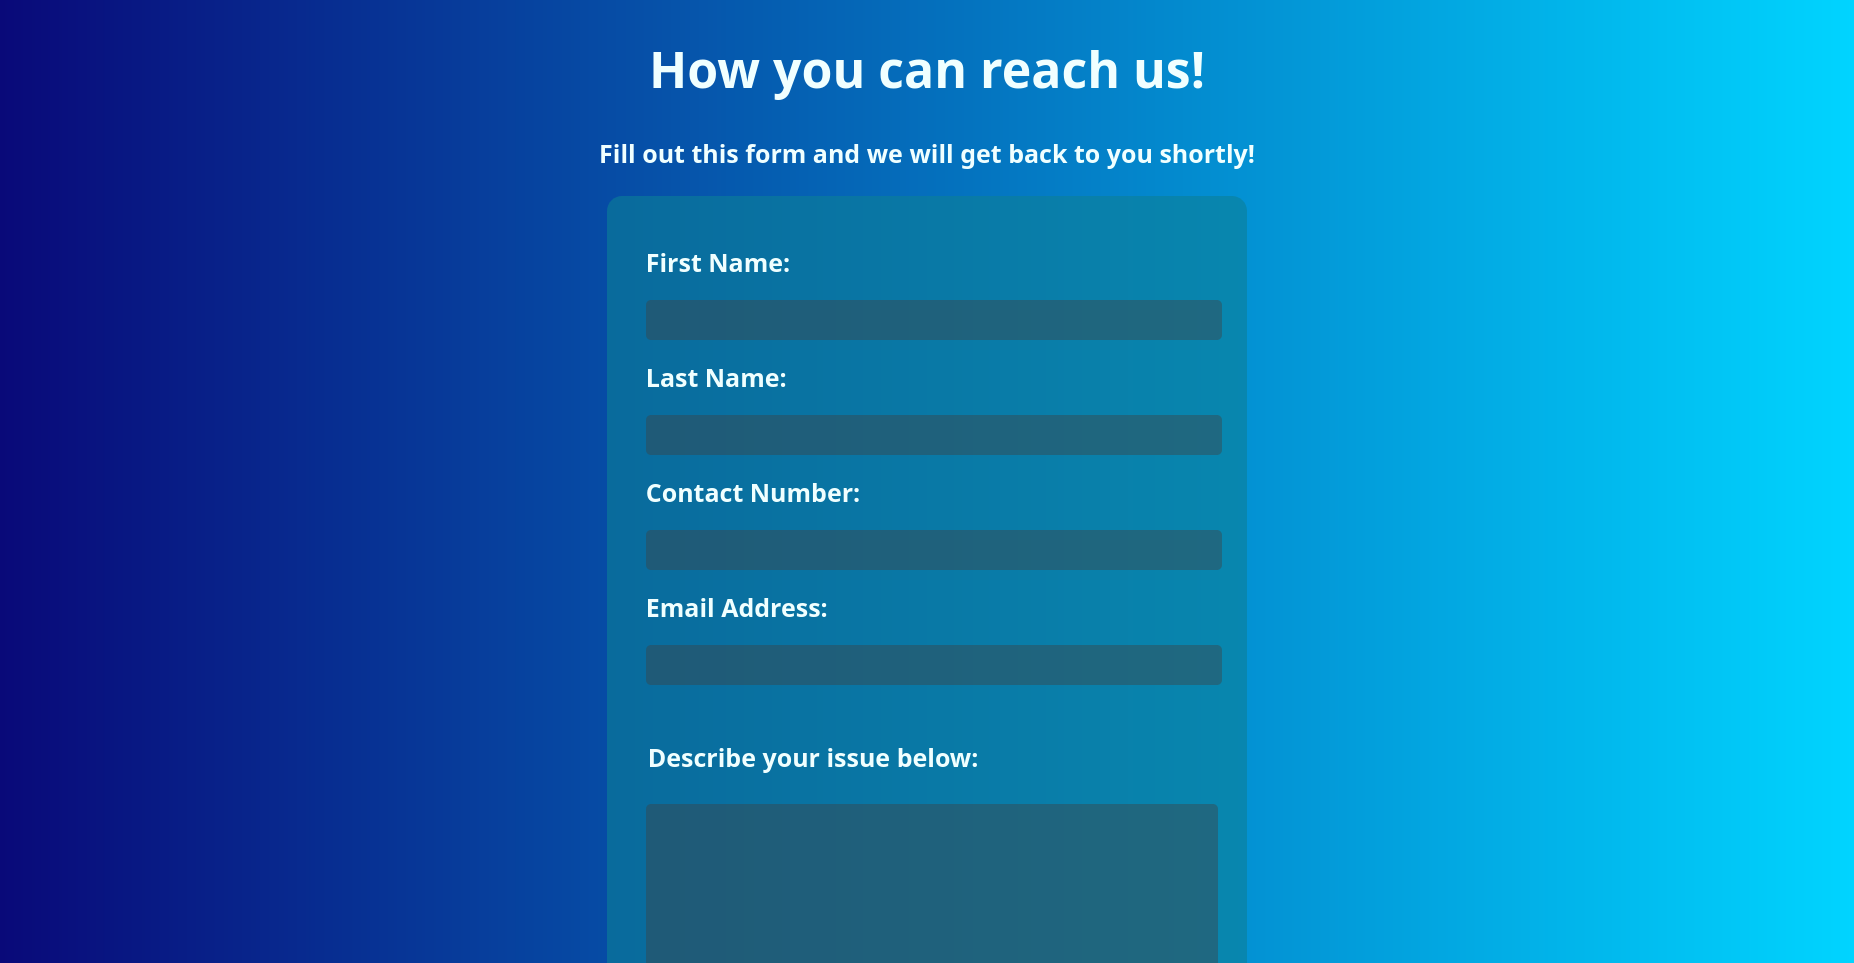 How you can reach us!
Fill out this form and we will get back to you shortly!
First Name:
Last Name:
Contact Number:
Email Address:
Describe your issue below: